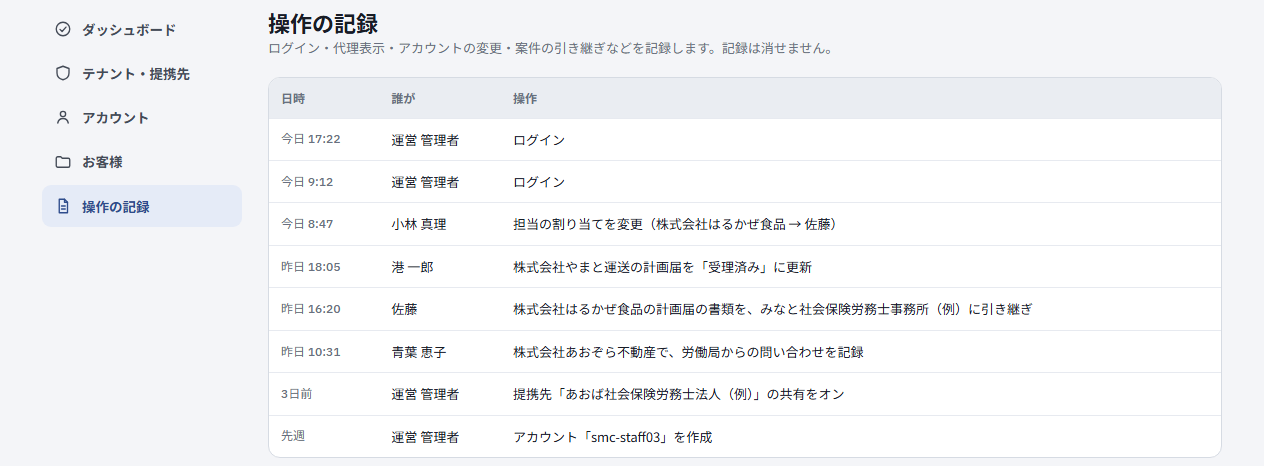 ダッシュボード
テナント・提携先
アカウント
お客様
操作の記録
操作の記録
ログイン・代理表示・アカウントの変更・案件の引き継ぎなどを記録します。記録は消せません。
日時 誰が 操作
今日 17:22 運営 管理者 ログイン
今日 9:12 運営 管理者 ログイン
今日 8:47 小林 真理 担当の割り当てを変更（株式会社はるかぜ食品 → 佐藤）
昨日 18:05 港 一郎 株式会社やまと運送の計画届を「受理済み」に更新
昨日 16:20 佐藤 株式会社はるかぜ食品の計画届の書類を、みなと社会保険労務士事務所（例）に引き継ぎ
昨日 10:31 青葉 恵子 株式会社あおぞら不動産で、労働局からの問い合わせを記録
3日前 運営 管理者 提携先「あおば社会保険労務士法人（例）」の共有をオン
先週 運営 管理者 アカウント「smc-staff03」を作成